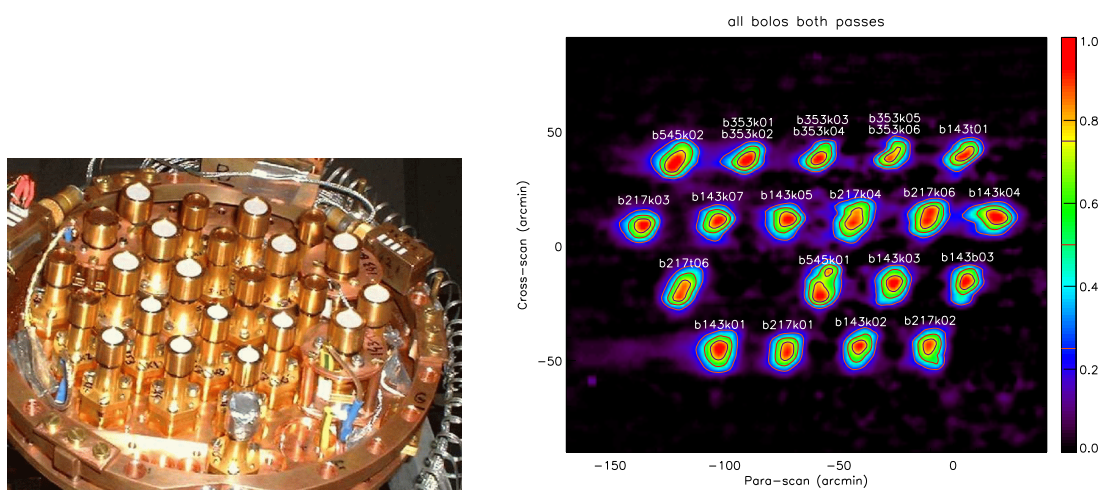 all bolos both passes
1.0
0.8
0.6
0.4
0.2
0.0
50
0
−50
Cross−scan (arcmin)
−150
−100
−50
0
Para−scan (arcmin)
b545k02
b353k01
b353k02
b353k03
b353k04
b353k05
b353k06
b143t01
b217k03
b143k07
b143k05
b217k04
b217k06
b143k04
b217t06
b545k01
b143k03
b143b03
b143k01
b217k01
b143k02
b217k01